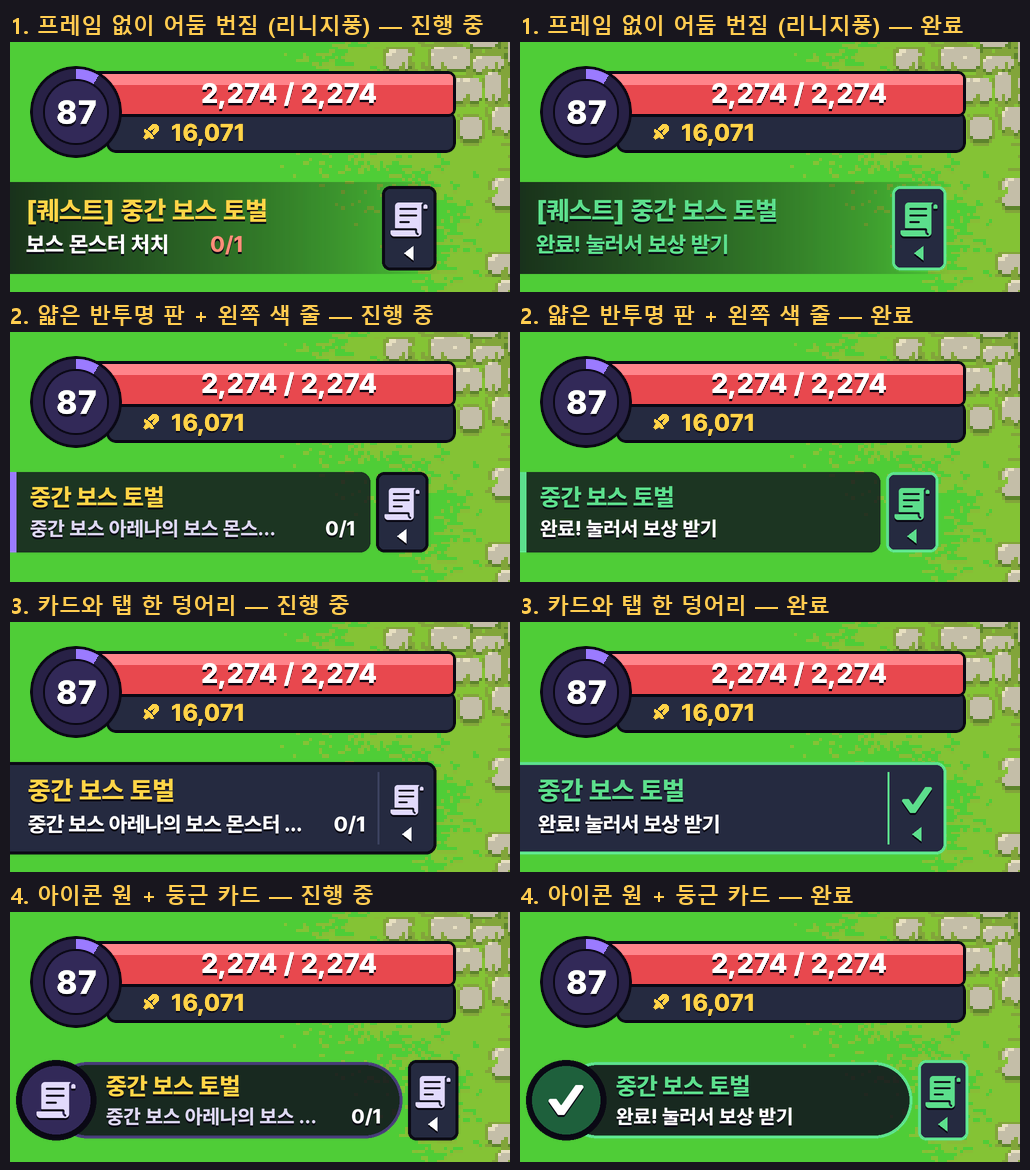 1. 프레임 없이 어둠 번짐 (리니지풍) — 진행 중
87
2,274 / 2,274
16,071
[퀘스트] 중간 보스 토벌
보스 몬스터 처치 0/1
1. 프레임 없이 어둠 번짐 (리니지풍) — 완료
87
2,274 / 2,274
16,071
[퀘스트] 중간 보스 토벌
완료! 눌러서 보상 받기
2. 얇은 반투명 판 + 왼쪽 색 줄 — 진행 중
87
2,274 / 2,274
16,071
중간 보스 토벌
중간 보스 아레나의 보스 몬스... 0/1
2. 얇은 반투명 판 + 왼쪽 색 줄 — 완료
87
2,274 / 2,274
16,071
중간 보스 토벌
완료! 눌러서 보상 받기
3. 카드와 탭 한 덩어리 — 진행 중
87
2,274 / 2,274
16,071
중간 보스 토벌
중간 보스 아레나의 보스 몬스터 ... 0/1
3. 카드와 탭 한 덩어리 — 완료
87
2,274 / 2,274
16,071
중간 보스 토벌
완료! 눌러서 보상 받기
4. 아이콘 원 + 둥근 카드 — 진행 중
87
2,274 / 2,274
16,071
중간 보스 토벌
중간 보스 아레나의 보스 ... 0/1
4. 아이콘 원 + 둥근 카드 — 완료
87
2,274 / 2,274
16,071
중간 보스 토벌
완료! 눌러서 보상 받기